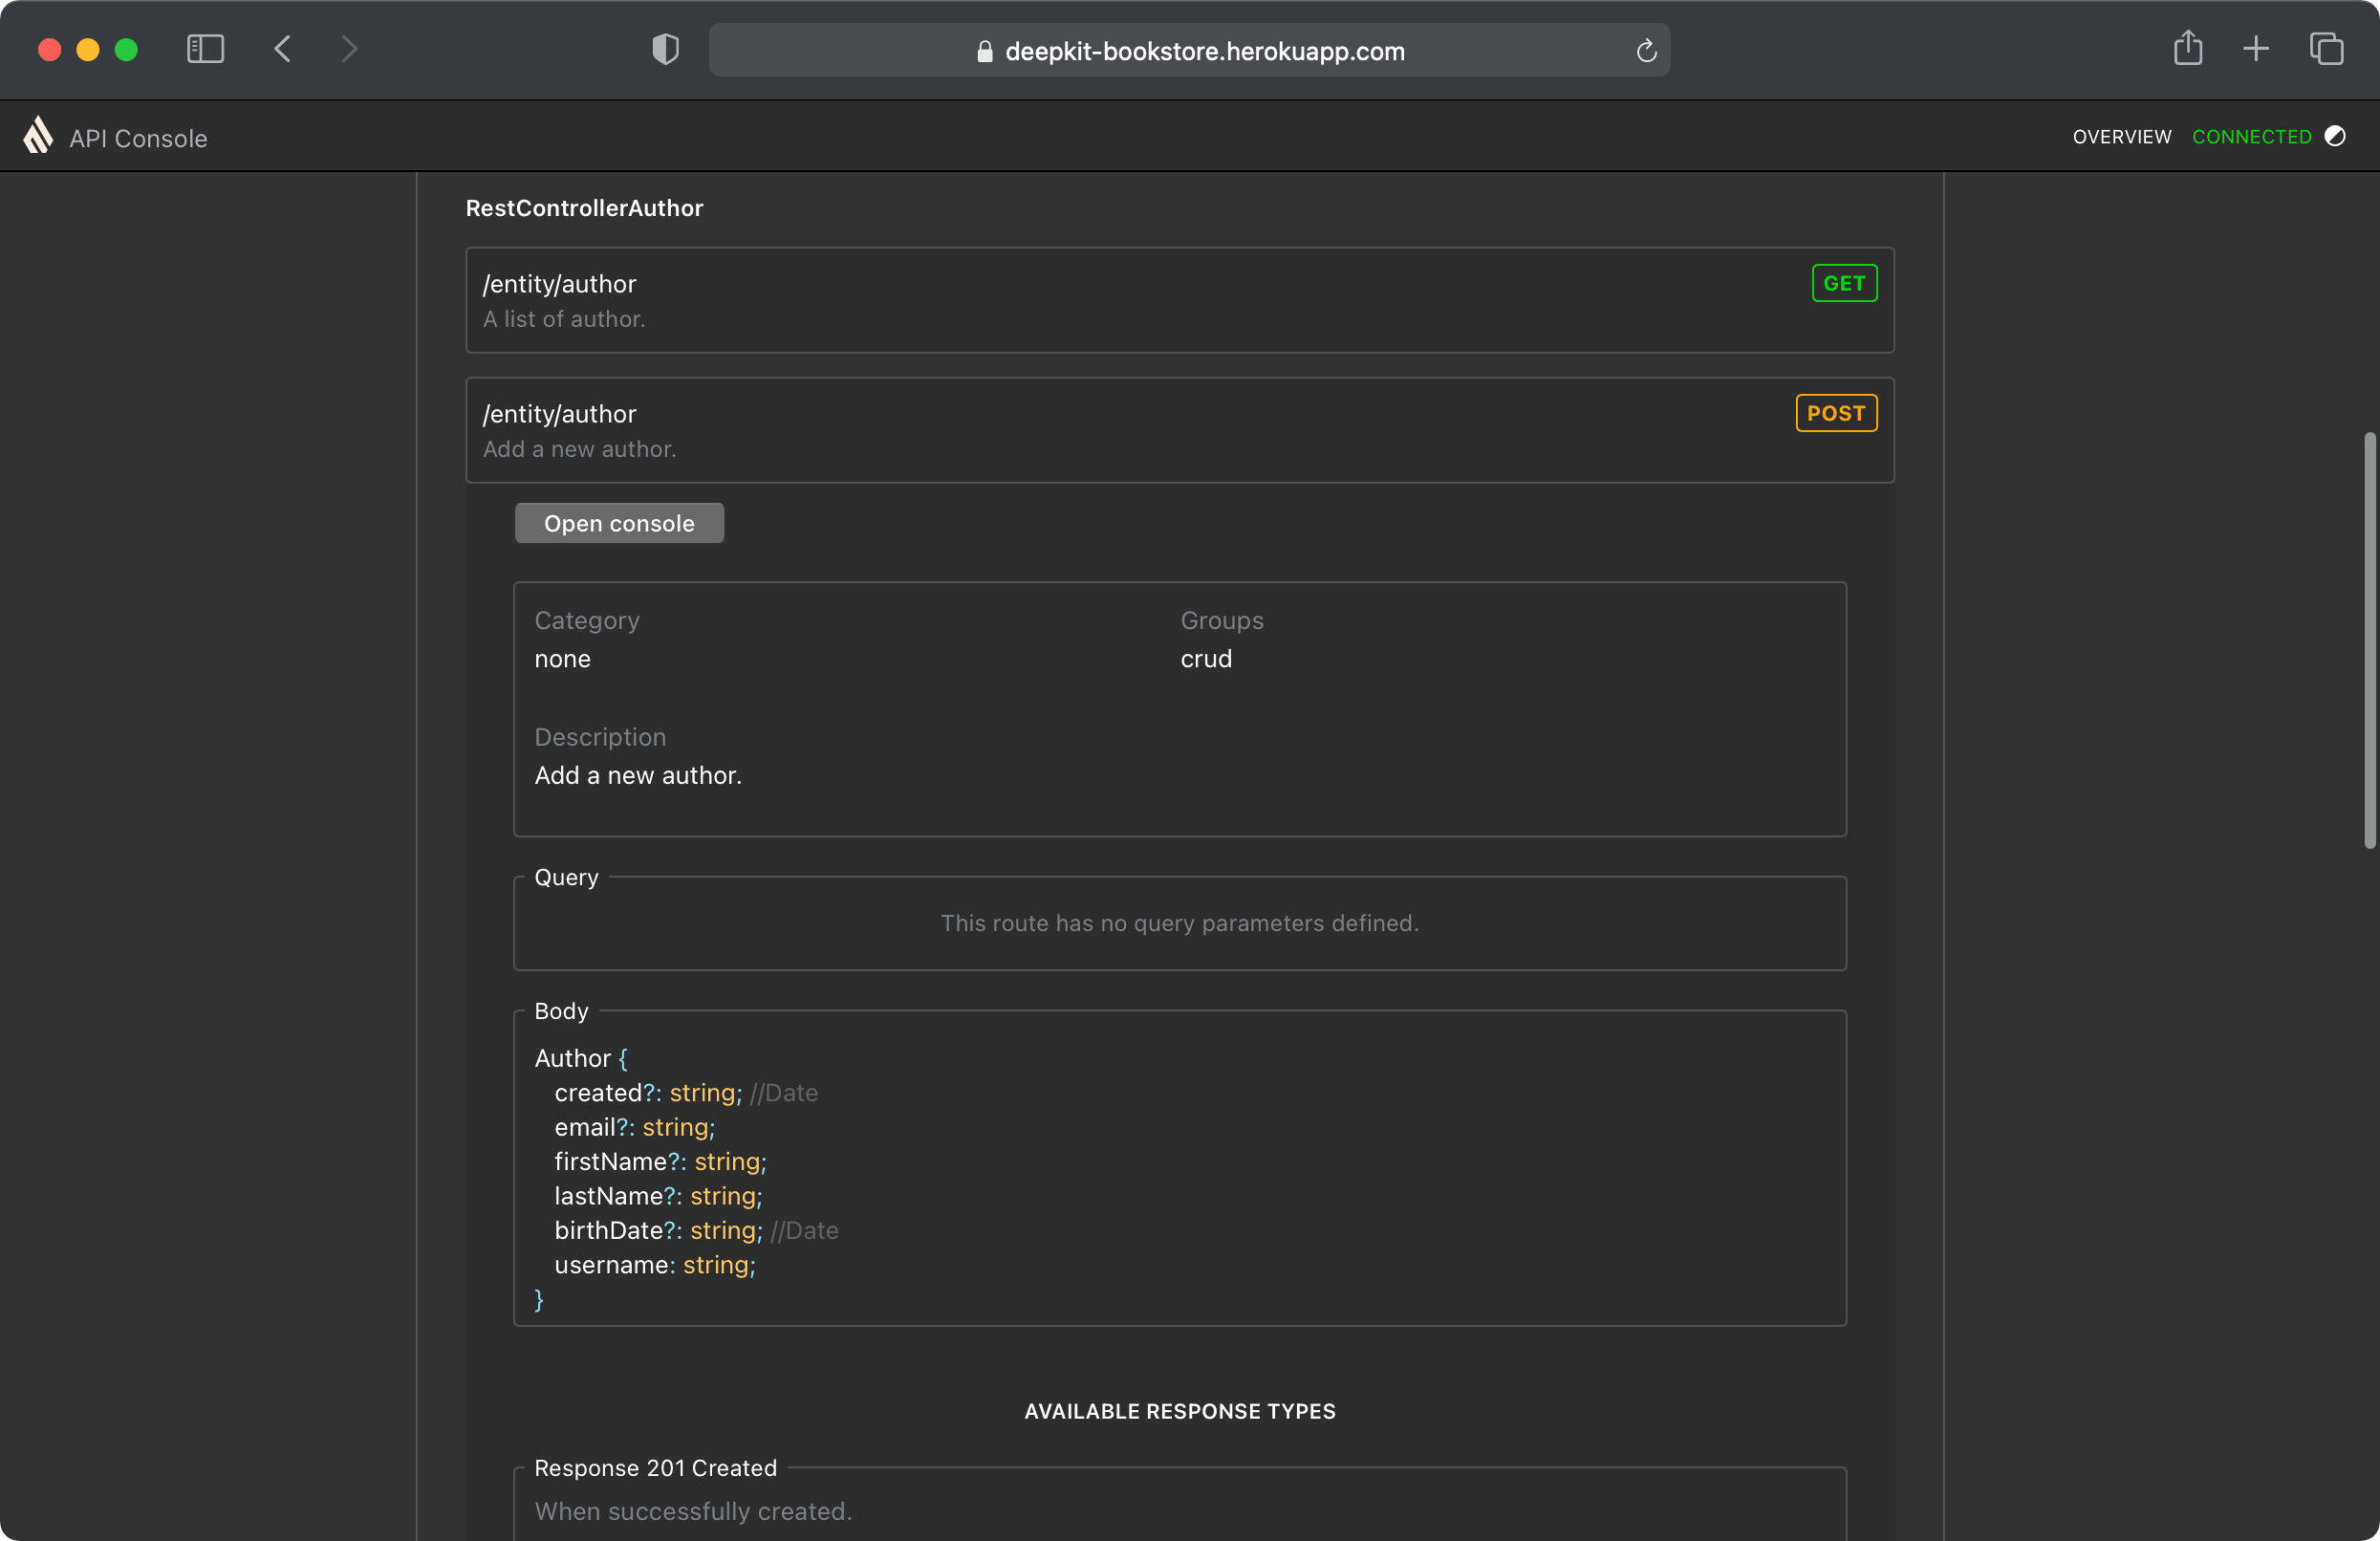 deepkit-bookstore.herokuapp.com
API Console
OVERVIEW CONNECTED
RestControllerAuthor
/entity/author GET
A list of author.
/entity/author POST
Add a new author.
Open console
Category Groups
none crud
Description
Add a new author.
Query
This route has no query parameters defined.
Body
Author {
created?: string; //Date
email?: string;
firstName?: string;
lastName?: string;
birthDate?: string; //Date
username: string;
}
AVAILABLE RESPONSE TYPES
Response 201 Created
When successfully created.